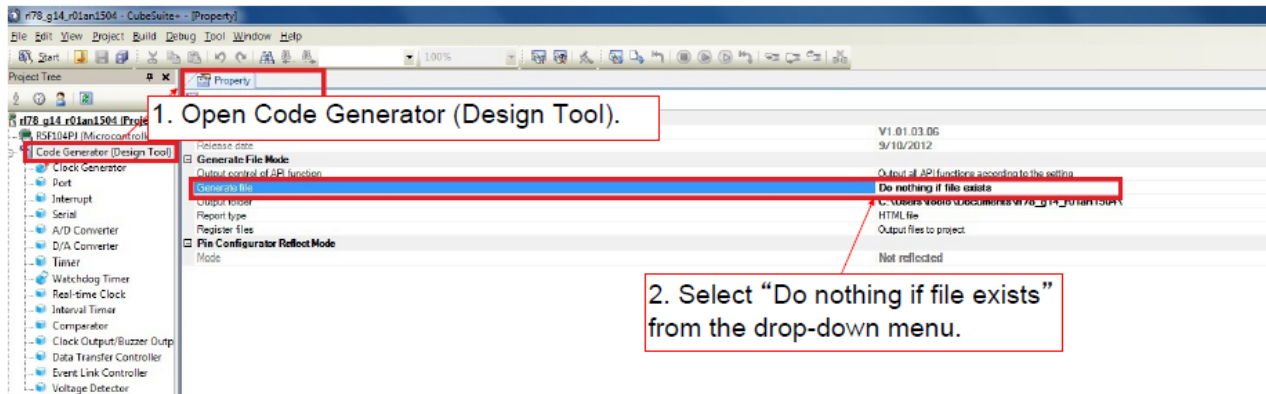 rl78_g14_r01an1504 - CubeSuite+ - [Property]
File Edit View Project Build Debug Tool Window Help
Start 100%
Project Tree
Property
1. Open Code Generator (Design Tool).
rl78_g14_r01an1504 (Proje
R5F104PJ (Microcontroll
V1.01.03.06
Code Generator (Design Tool)
Release date 9/10/2012
Generate File Mode
Clock Generator
Output control of API function Output all API functions according to the setting
Port
Generate file Do nothing if file exists
Interrupt
Output folder
Serial
Report type HTML file
A/D Converter
Register files Output files to project
D/A Converter
Pin Configurator Reflect Mode
Timer
Mode Not reflected
Watchdog Timer
Real-time Clock
Interval Timer
Comparator
Clock Output/Buzzer Outp
Data Transfer Controller
Event Link Controller
Voltage Detector
2. Select “Do nothing if file exists”
from the drop-down menu.